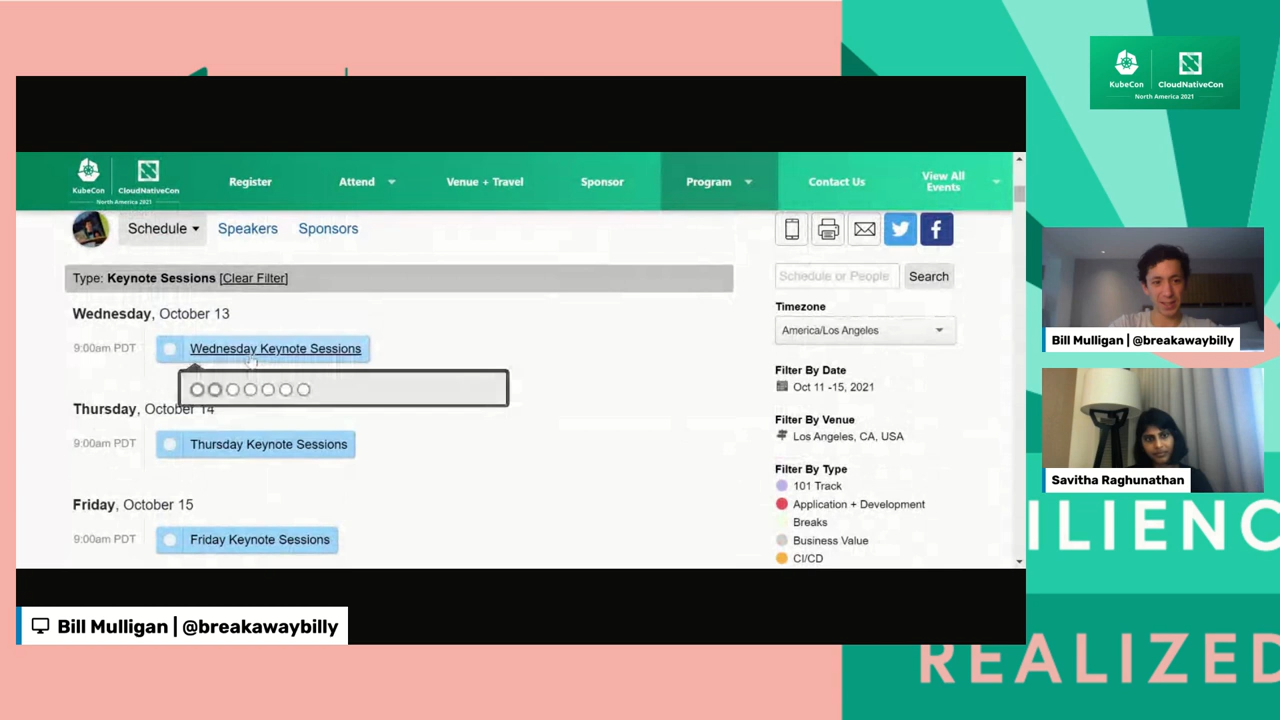 KubeCon
CloudNativeCon
North America 2021
KubeCon
CloudNativeCon
North America 2021
Register
Attend
Venue + Travel
Sponsor
Program
Contact Us
View All
Events
Schedule
Speakers
Sponsors
Type: Keynote Sessions [Clear Filter]
Wednesday, October 13
9:00am PDT
Wednesday Keynote Sessions
Thursday, October 14
9:00am PDT
Thursday Keynote Sessions
Friday, October 15
9:00am PDT
Friday Keynote Sessions
Schedule or People
Search
Timezone
America/Los Angeles
Filter By Date
Oct 11 -15, 2021
Filter By Venue
Los Angeles, CA, USA
Filter By Type
101 Track
Application + Development
Breaks
Business Value
CI/CD
Bill Mulligan | @breakawaybilly
Bill Mulligan | @breakawaybilly
Savitha Raghunathan
ILIENC
REALIZED